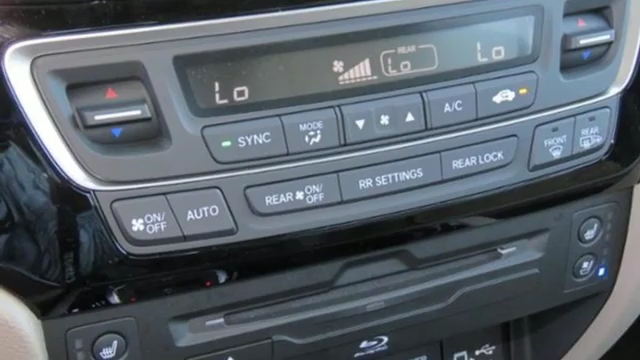 REAR
Lo Lo Lo
SYNC MODE A/C
ON/OFF AUTO REAR ON/OFF RR SETTINGS REAR LOCK FRONT REAR